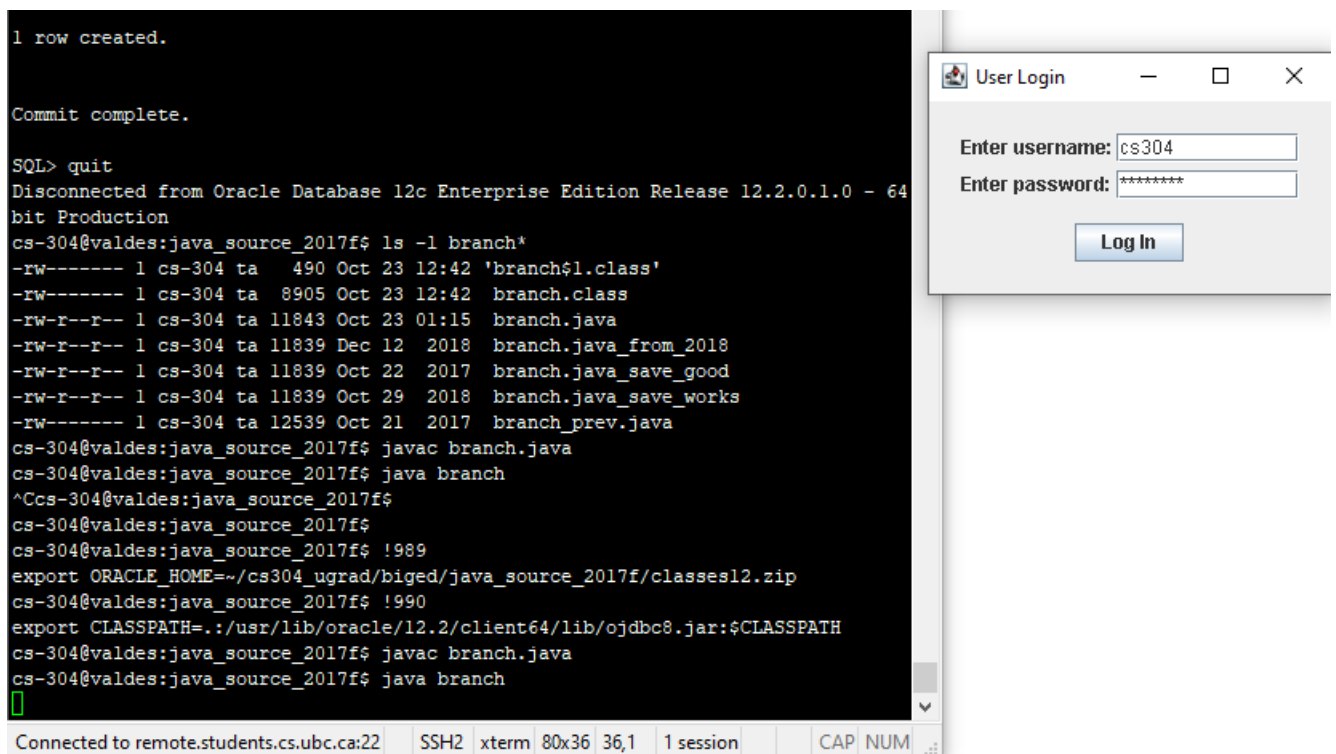 1 row created.
Commit complete.
SQL> quit
Disconnected from Oracle Database 12c Enterprise Edition Release 12.2.0.1.0 - 64
bit Production
cs-304@valdes:java_source_2017f$ ls -l branch*
-rw------- 1 cs-304 ta   490 Oct 23 12:42 'branch$1.class'
-rw------- 1 cs-304 ta  8905 Oct 23 12:42  branch.class
-rw-r--r-- 1 cs-304 ta 11843 Oct 23 01:15  branch.java
-rw-r--r-- 1 cs-304 ta 11839 Dec 12  2018  branch.java_from_2018
-rw-r--r-- 1 cs-304 ta 11839 Oct 22  2017  branch.java_save_good
-rw-r--r-- 1 cs-304 ta 11839 Oct 29  2018  branch.java_save_works
-rw------- 1 cs-304 ta 12539 Oct 21  2017  branch_prev.java
cs-304@valdes:java_source_2017f$ javac branch.java
cs-304@valdes:java_source_2017f$ java branch
^Ccs-304@valdes:java_source_2017f$
cs-304@valdes:java_source_2017f$
cs-304@valdes:java_source_2017f$ !989
export ORACLE_HOME=~/cs304_ugrad/biged/java_source_2017f/classes12.zip
cs-304@valdes:java_source_2017f$ !990
export CLASSPATH=.:/usr/lib/oracle/12.2/client64/lib/ojdbc8.jar:$CLASSPATH
cs-304@valdes:java_source_2017f$ javac branch.java
cs-304@valdes:java_source_2017f$ java branch
Connected to remote.students.cs.ubc.ca:22 SSH2 xterm 80x36 36,1 1 session CAP NUM
User Login
Enter username: cs304
Enter password: ********
Log In